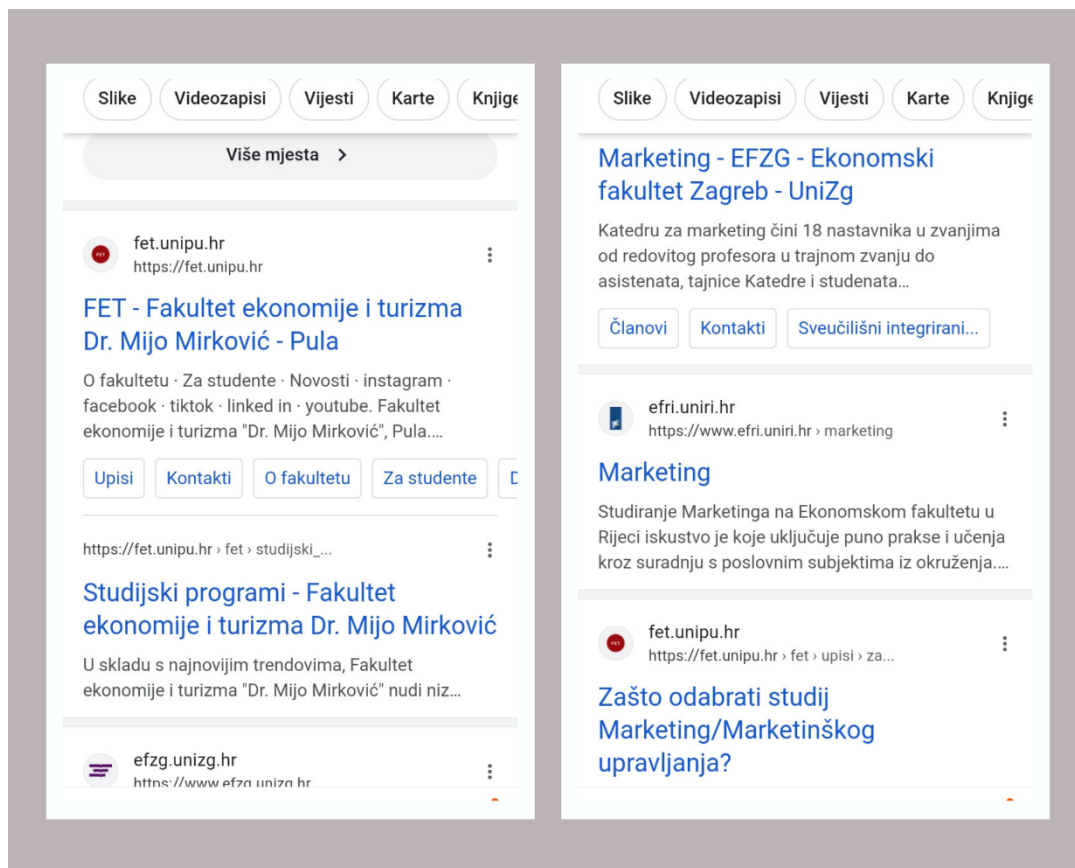 Slike Videozapisi Vijesti Karte Knjige
Više mjesta
fet.unipu.hr
https://fet.unipu.hr
FET - Fakultet ekonomije i turizma
Dr. Mijo Mirković - Pula
O fakultetu · Za studente · Novosti · instagram ·
facebook · tiktok · linked in · youtube. Fakultet
ekonomije i turizma "Dr. Mijo Mirković", Pula....
Upisi Kontakti O fakultetu Za studente D
https://fet.unipu.hr › fet › studijski_...
Studijski programi - Fakultet
ekonomije i turizma Dr. Mijo Mirković
U skladu s najnovijim trendovima, Fakultet
ekonomije i turizma "Dr. Mijo Mirković" nudi niz...
efzg.unizg.hr
https://www.efzg.unizg.hr
Slike Videozapisi Vijesti Karte Knjige
Marketing - EFZG - Ekonomski
fakultet Zagreb - UniZg
Katedru za marketing čini 18 nastavnika u zvanjima
od redovitog profesora u trajnom zvanju do
asistenata, tajnice Katedre i studenata...
Članovi Kontakti Sveučilišni integrirani...
efri.uniri.hr
https://www.efri.uniri.hr › marketing
Marketing
Studiranje Marketinga na Ekonomskom fakultetu u
Rijeci iskustvo je koje uključuje puno prakse i učenja
kroz suradnju s poslovnim subjektima iz okruženja....
fet.unipu.hr
https://fet.unipu.hr › fet › upisi › za...
Zašto odabrati studij
Marketing/Marketinškog
upravljanja?